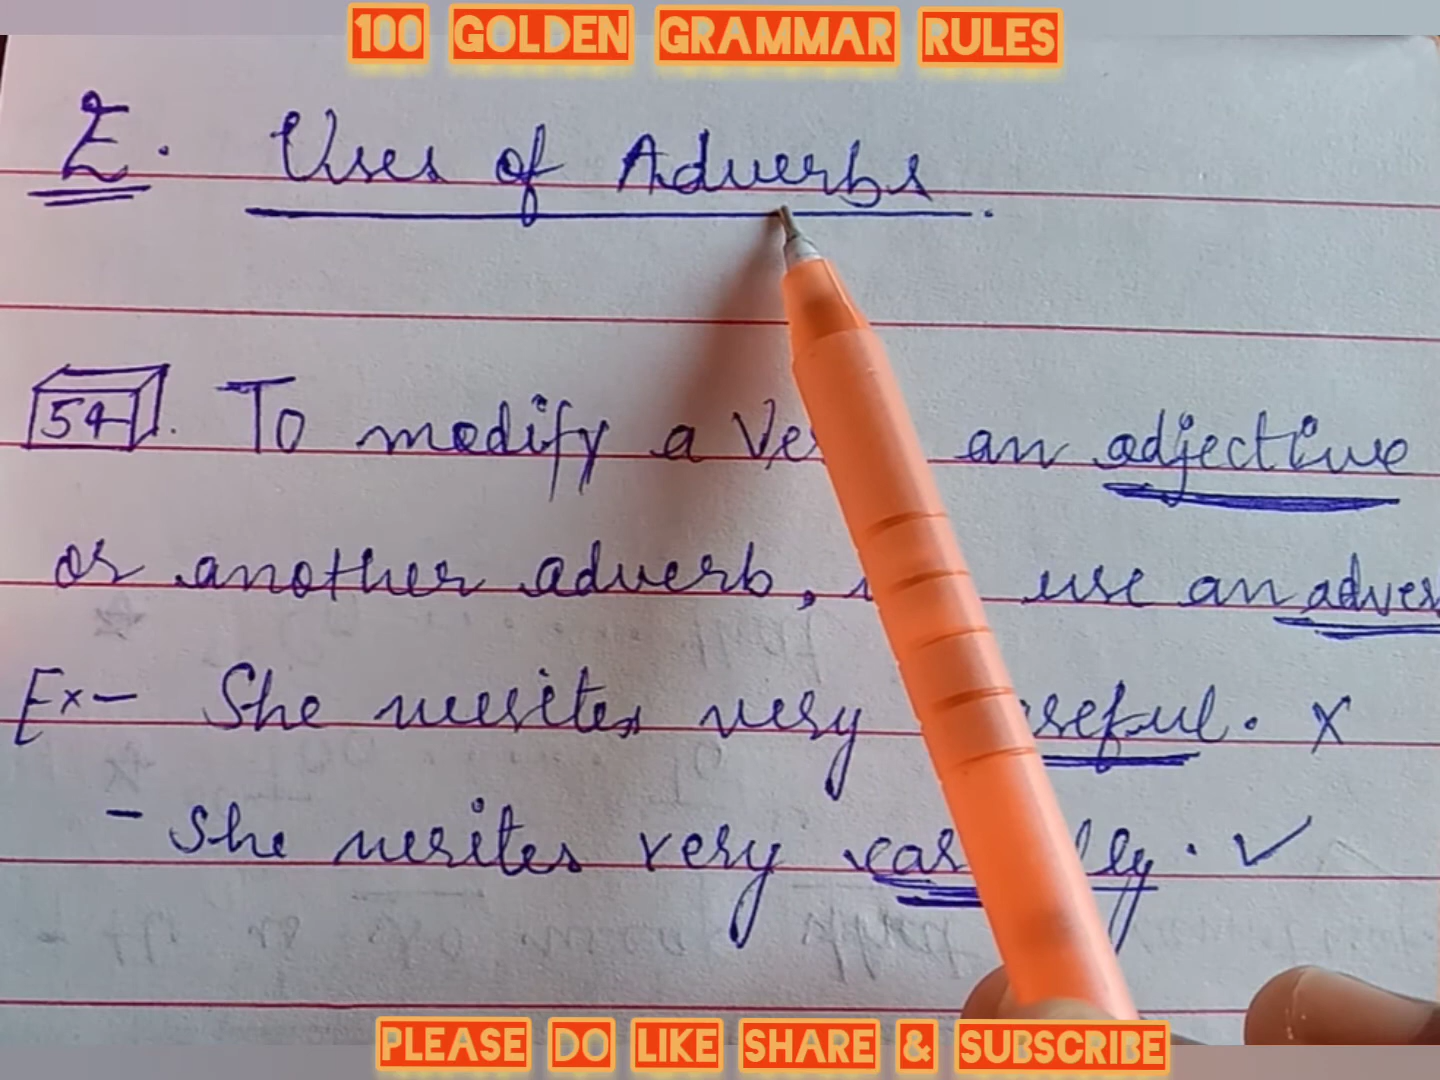 100 GOLDEN GRAMMAR RULES
E. Uses of Adverbs.
54. To modify a an adjective
or another adverb, use an
Ex- She writes very . X
- She writes very . ✓
PLEASE DO LIKE SHARE & SUBSCRIBE